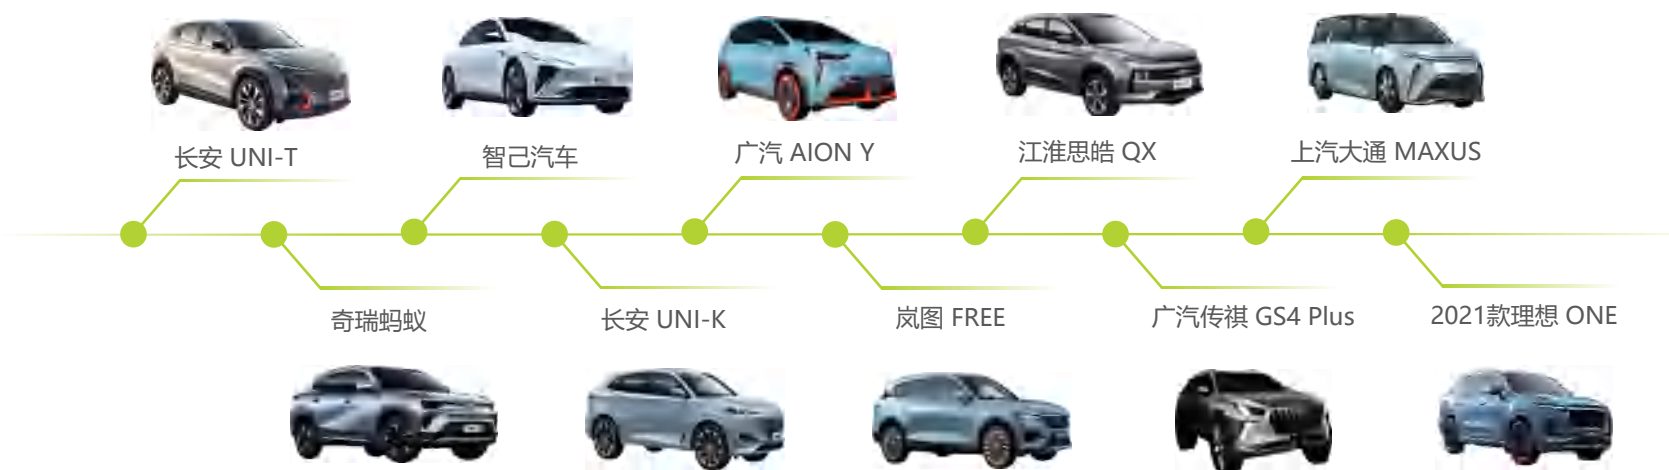 长安 UNI-T
智己汽车
广汽 AION Y
江淮思皓 QX
上汽大通 MAXUS
奇瑞蚂蚁
长安 UNI-K
岚图 FREE
广汽传祺 GS4 Plus
2021款理想 ONE